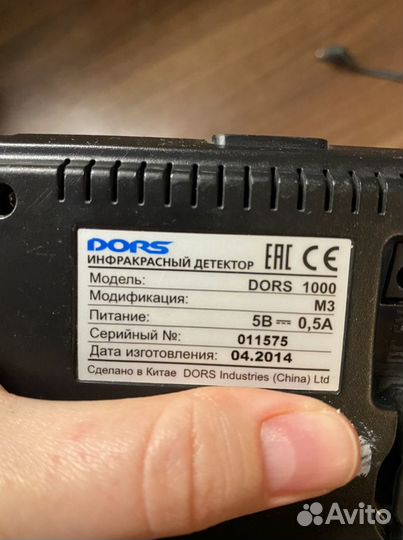 DORS
ИНФРАКРАСНЫЙ ДЕТЕКТОР EAC CE
Модель: DORS 1000
Модификация: М3
Питание: 5В⎓0,5А
Серийный №: 011575
Дата изготовления: 04.2014
Сделано в Китае DORS Industries (China) Ltd
Avito